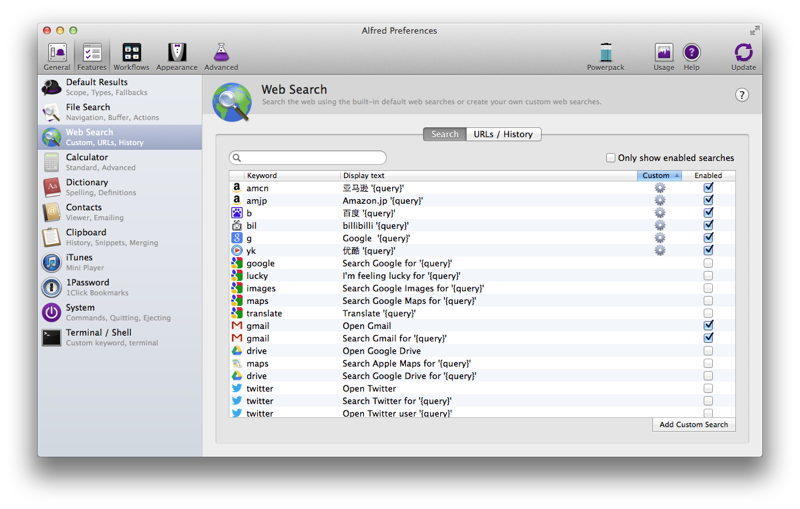 Alfred Preferences
General Features Workflows Appearance Advanced Powerpack Usage Help Update
Default Results
Scope, Types, Fallbacks
File Search
Navigation, Buffer, Actions
Web Search
Custom, URLs, History
Calculator
Standard, Advanced
Dictionary
Spelling, Definitions
Contacts
Viewer, Emailing
Clipboard
History, Snippets, Merging
iTunes
Mini Player
1Password
1Click Bookmarks
System
Commands, Quitting, Ejecting
Terminal / Shell
Custom keyword, terminal
Web Search
Search the web using the built-in default web searches or create your own custom web searches.
?
Search URLs / History
Only show enabled searches
Keyword Display text Custom Enabled
amcn 亚马逊 '{query}'
amjp Amazon.jp '{query}'
b 百度 '{query}'
bil billibilli '{query}'
g Google '{query}'
yk 优酷 '{query}'
google Search Google for '{query}'
lucky I'm feeling lucky for '{query}'
images Search Google Images for '{query}'
maps Search Google Maps for '{query}'
translate Translate '{query}'
gmail Open Gmail
gmail Search Gmail for '{query}'
drive Open Google Drive
maps Search Apple Maps for '{query}'
drive Search Google Drive for '{query}'
twitter Open Twitter
twitter Search Twitter for '{query}'
twitter Open Twitter user '{query}'
Add Custom Search